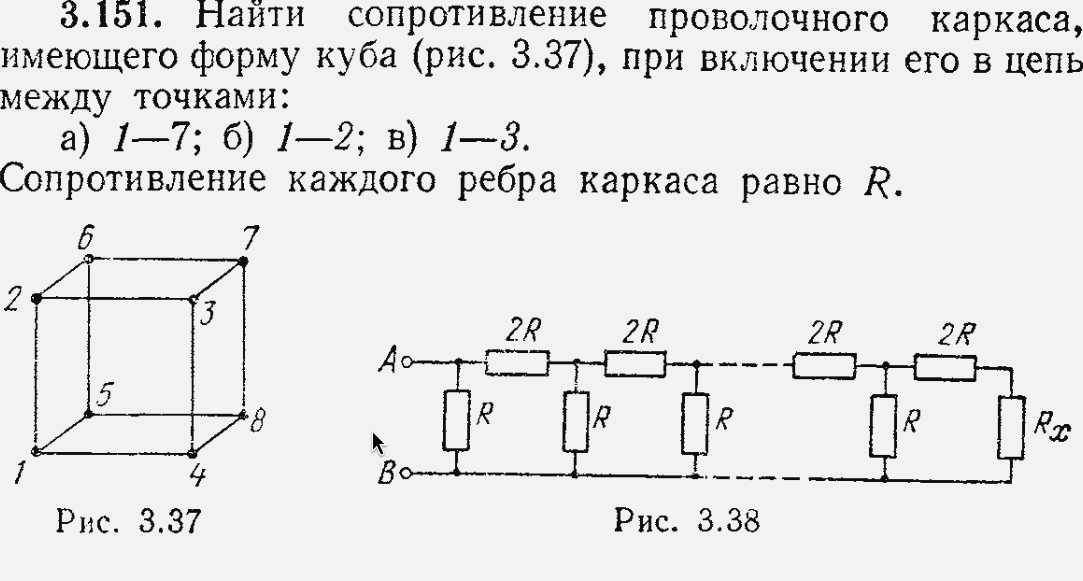 3.151. Найти сопротивление проволочного каркаса,
имеющего форму куба (рис. 3.37), при включении его в цепь
между точками:
а) 1—7; б) 1—2; в) 1—3.
Сопротивление каждого ребра каркаса равно R.
6 7
2 3
5 8
1 4
Рис. 3.37
2R 2R 2R 2R
A
R R R R Rx
B
Рис. 3.38